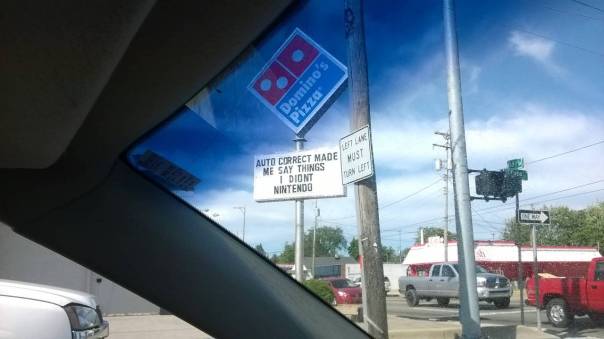 Domino's
Pizza
AUTO CORRECT MADE
ME SAY THINGS
I DIDNT
NINTENDO
LEFT LANE
MUST
TURN LEFT
ONE WAY